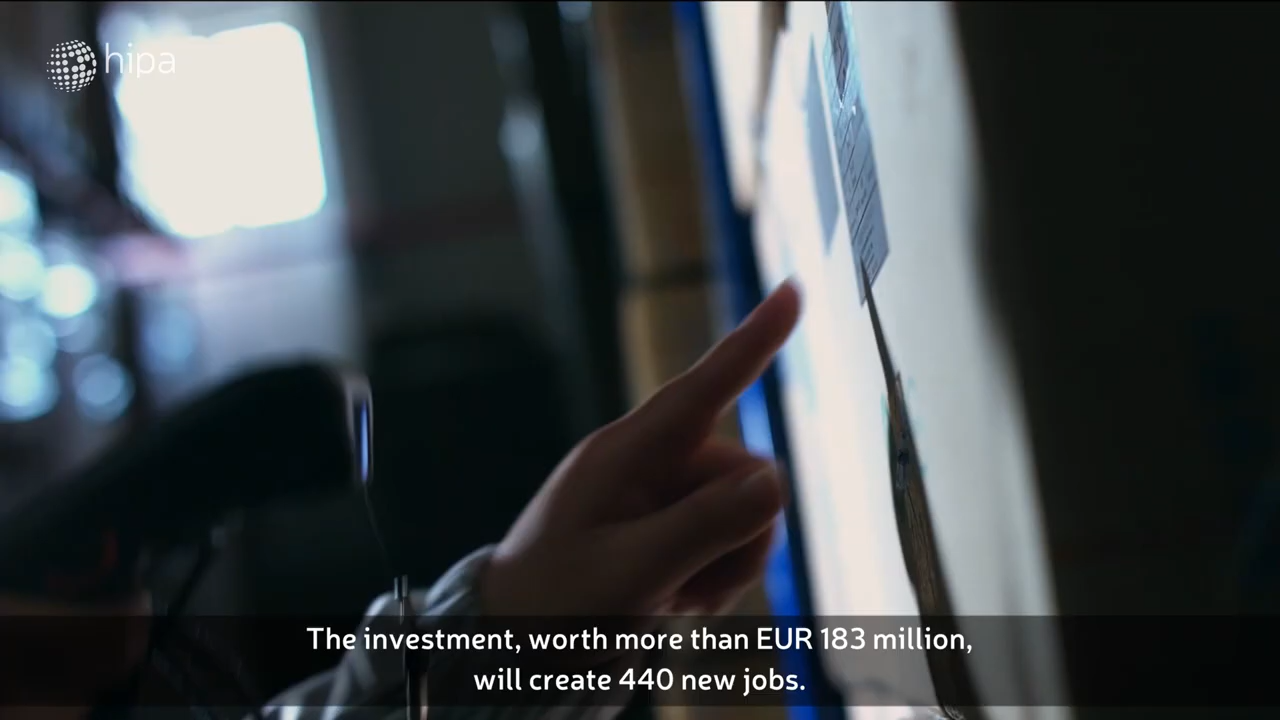 hipa
The investment, worth more than EUR 183 million,
will create 440 new jobs.